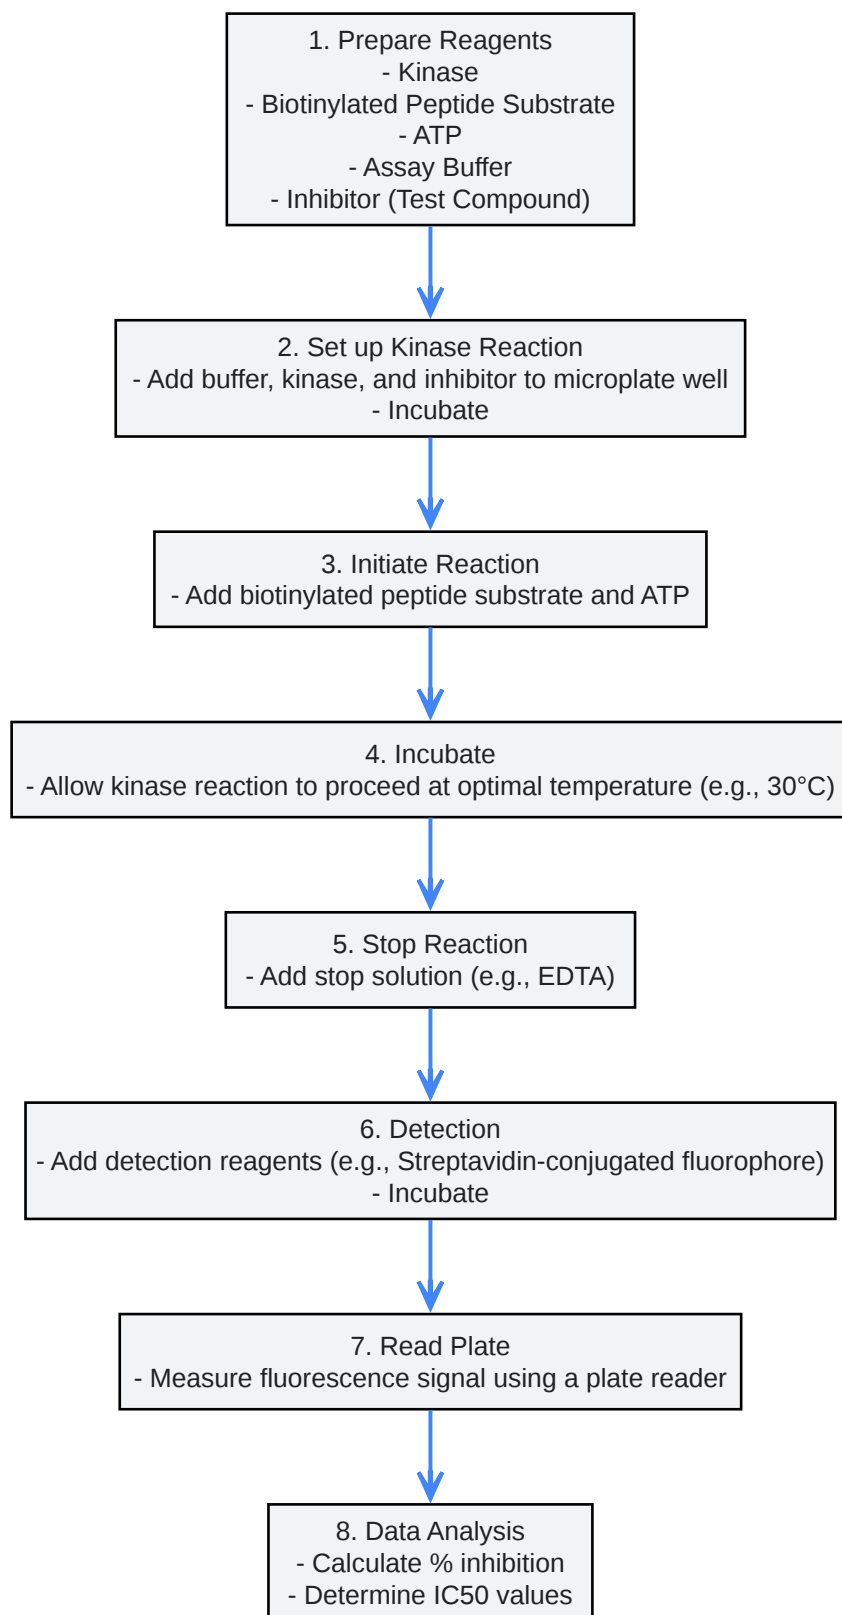 1. Prepare Reagents
- Kinase
- Biotinylated Peptide Substrate
- ATP
- Assay Buffer
- Inhibitor (Test Compound)
2. Set up Kinase Reaction
- Add buffer, kinase, and inhibitor to microplate well
- Incubate
3. Initiate Reaction
- Add biotinylated peptide substrate and ATP
4. Incubate
- Allow kinase reaction to proceed at optimal temperature (e.g., 30°C)
5. Stop Reaction
- Add stop solution (e.g., EDTA)
6. Detection
- Add detection reagents (e.g., Streptavidin-conjugated fluorophore)
- Incubate
7. Read Plate
- Measure fluorescence signal using a plate reader
8. Data Analysis
- Calculate % inhibition
- Determine IC50 values